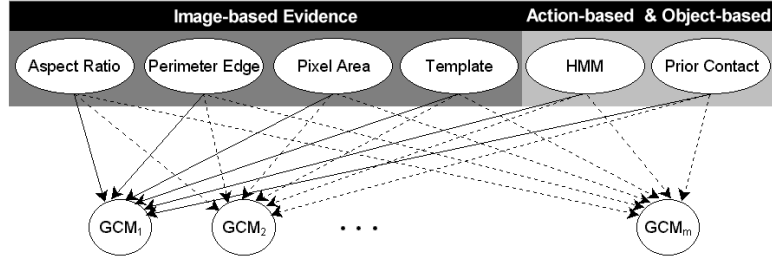 Image-based Evidence Action-based & Object-based
Aspect Ratio Perimeter Edge Pixel Area Template HMM Prior Contact
GCM1 GCM2 ... GCMm